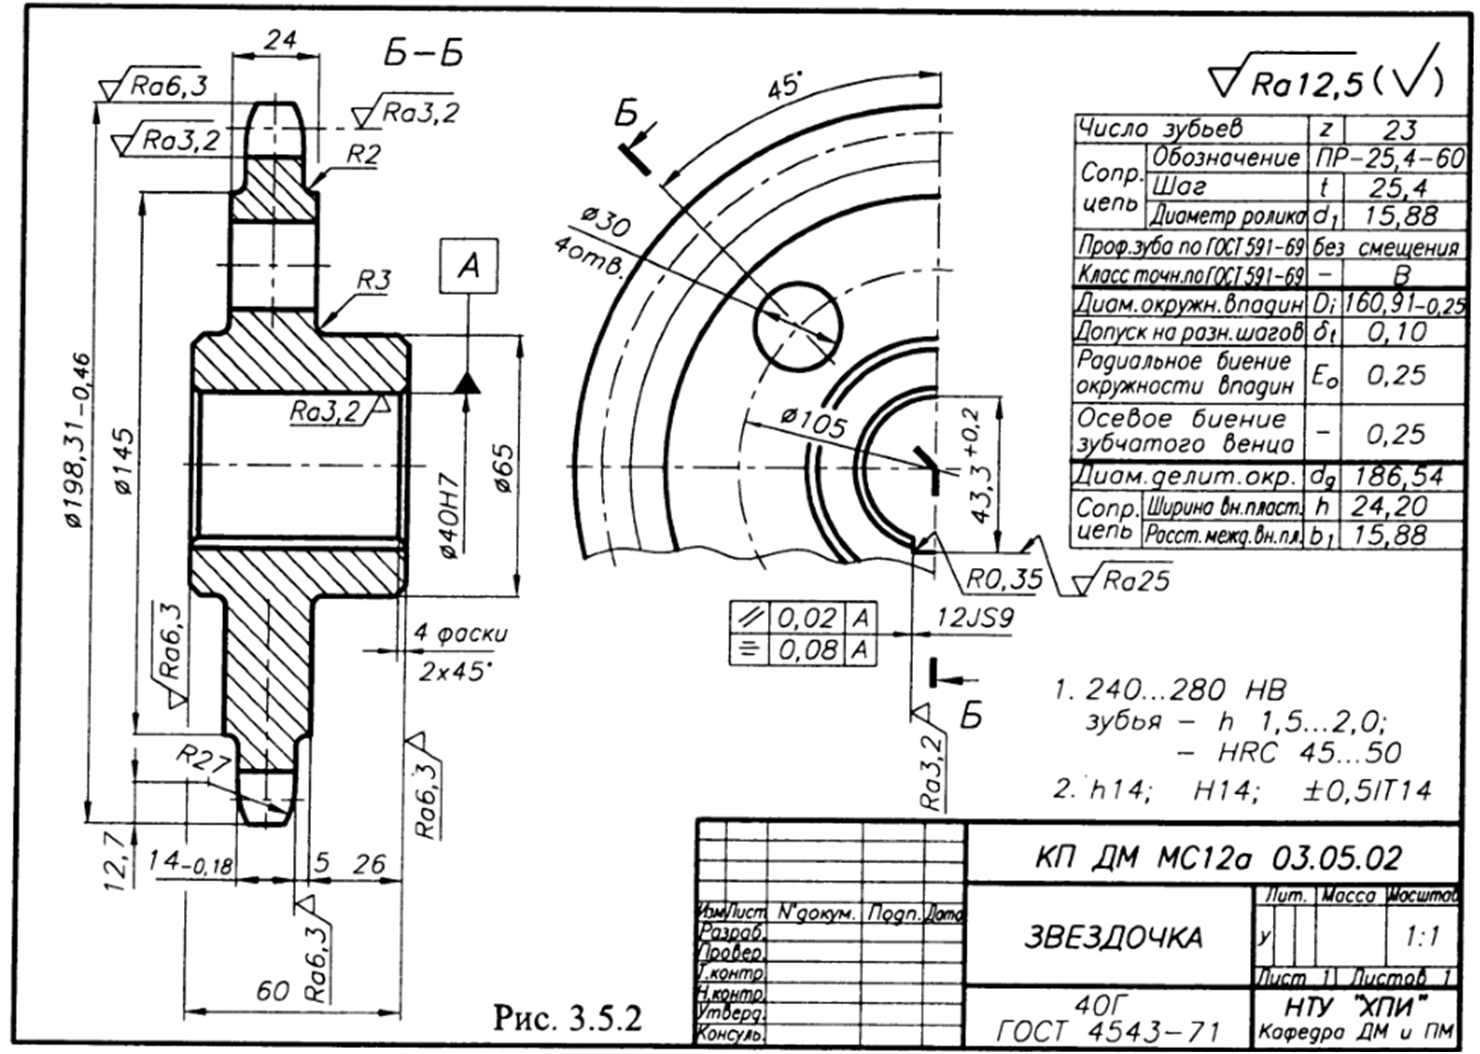 24
Б–Б
Ra6,3
Ra3,2
Ra3,2
R2
R3
А
Ra3,2
ø198,31-0,46
ø145
ø40H7
ø65
4 фаски
2x45°
Ra6,3
R27
Ra6,3
12,7
14-0,18
5
26
Ra6,3
60
Рис. 3.5.2
45°
Б
ø30
4отв.
ø105
43,3+0,2
R0,35
Ra25
// 0,02 А
0,08 А
12JS9
Б
Ra3,2
Ra12,5 (√)
Число зубьев z 23
Сопр. цепь
Обозначение ПР-25,4-60
Шаг t 25,4
Диаметр ролика d1 15,88
Проф.зуба по ГОСТ 591-69 без смещения
Класс точн.по ГОСТ 591-69 – В
Диам.окружн.впадин Di 160,91-0,25
Допуск на разн.шагов δt 0,10
Радиальное биение
окружности впадин Eo 0,25
Осевое биение
зубчатого венца – 0,25
Диам.делит.окр. dg 186,54
Сопр. цепь
Ширина вн.пласт. h 24,20
Расст.межд.вн.пл. b1 15,88
1. 240...280 HB
зубья – h 1,5...2,0;
– HRC 45...50
2. h14; H14; ±0,5IT14
КП ДМ МС12а 03.05.02
Изм Лист N°докум. Подп. Дата
Разраб.
Провер.
Т.контр.
Н.контр.
Утверд.
Консуль.
ЗВЕЗДОЧКА
Лит. Масса Масштаб
у 1:1
Лист 1 Листов 1
40Г
ГОСТ 4543-71
НТУ "ХПИ"
Кафедра ДМ и ПМ